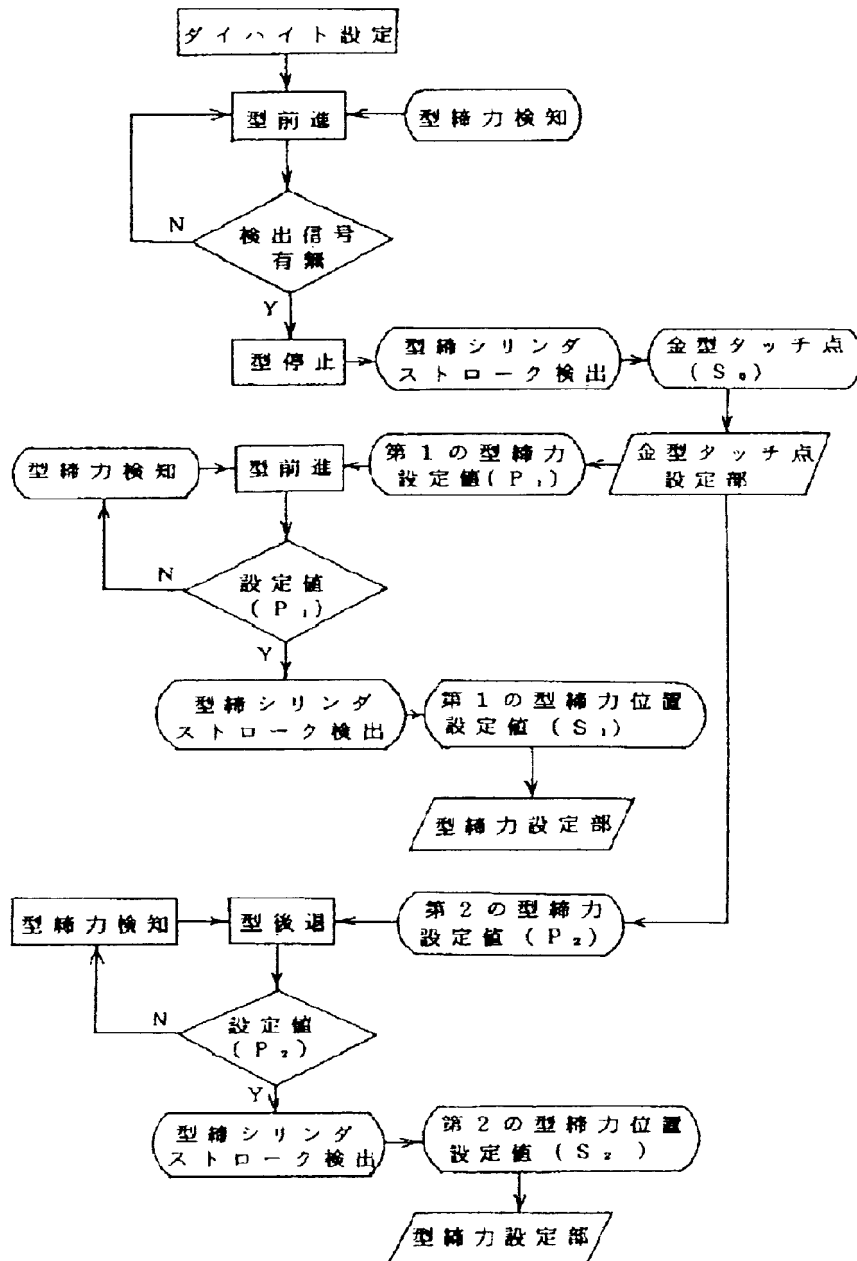 ダイハイト設定
型前進
型締力検知
N
検出信号
有無
Y
型停止
型締シリンダ
ストローク検出
金型タッチ点
(S₀)
型締力検知
型前進
第1の型締力
設定値(P₁)
金型タッチ点
設定部
N
設定値
(P₁)
Y
型締シリンダ
ストローク検出
第1の型締力位置
設定値(S₁)
型締力設定部
型締力検知
型後退
第2の型締力
設定値(P₂)
N
設定値
(P₂)
Y
型締シリンダ
ストローク検出
第2の型締力位置
設定値(S₂)
型締力設定部